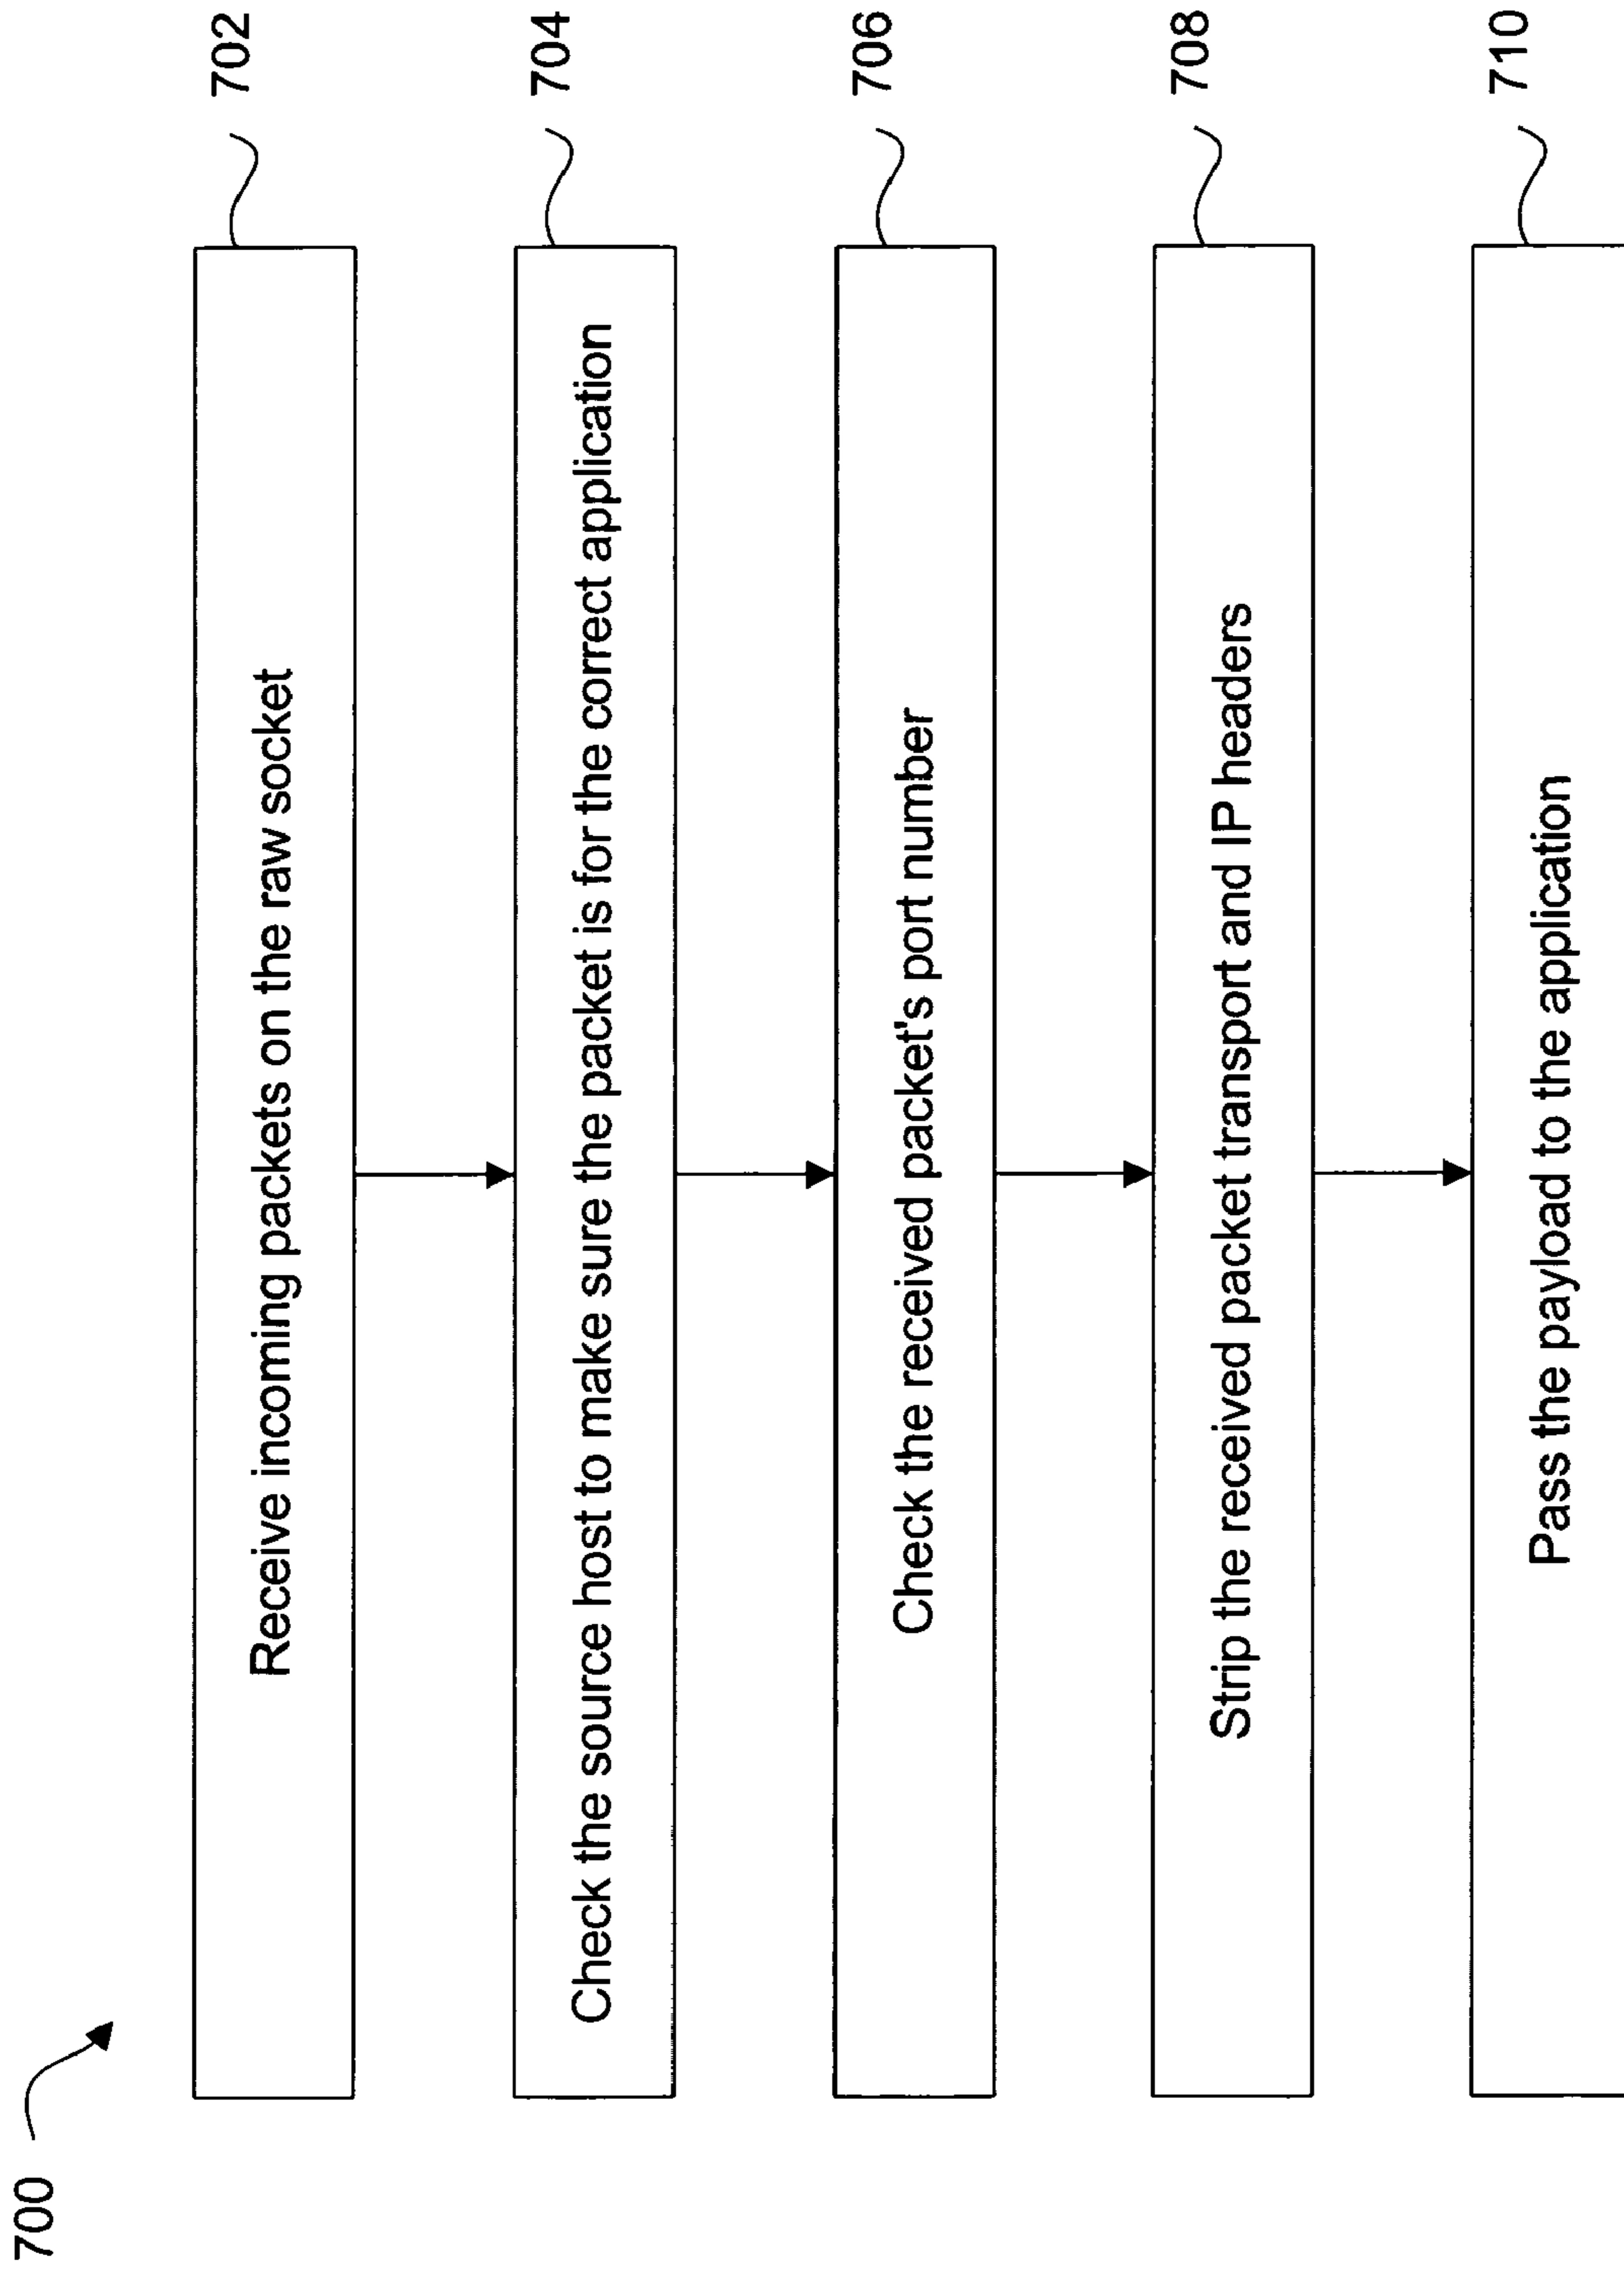 700
Receive incoming packets on the raw socket
702
Check the source host to make sure the packet is for the correct application
704
Check the received packet's port number
706
Strip the received packet transport and IP headers
708
Pass the payload to the application
710